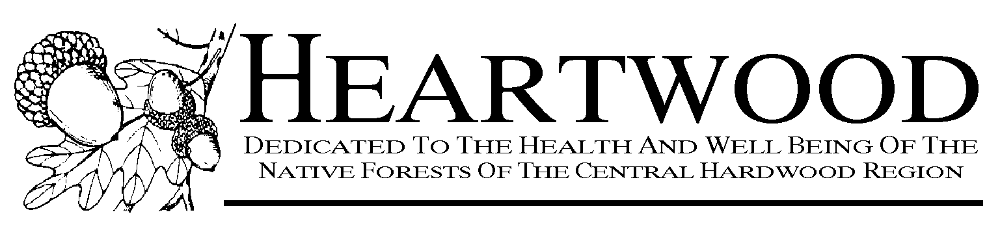 HEARTWOOD
DEDICATED TO THE HEALTH AND WELL BEING OF THE
NATIVE FORESTS OF THE CENTRAL HARDWOOD REGION